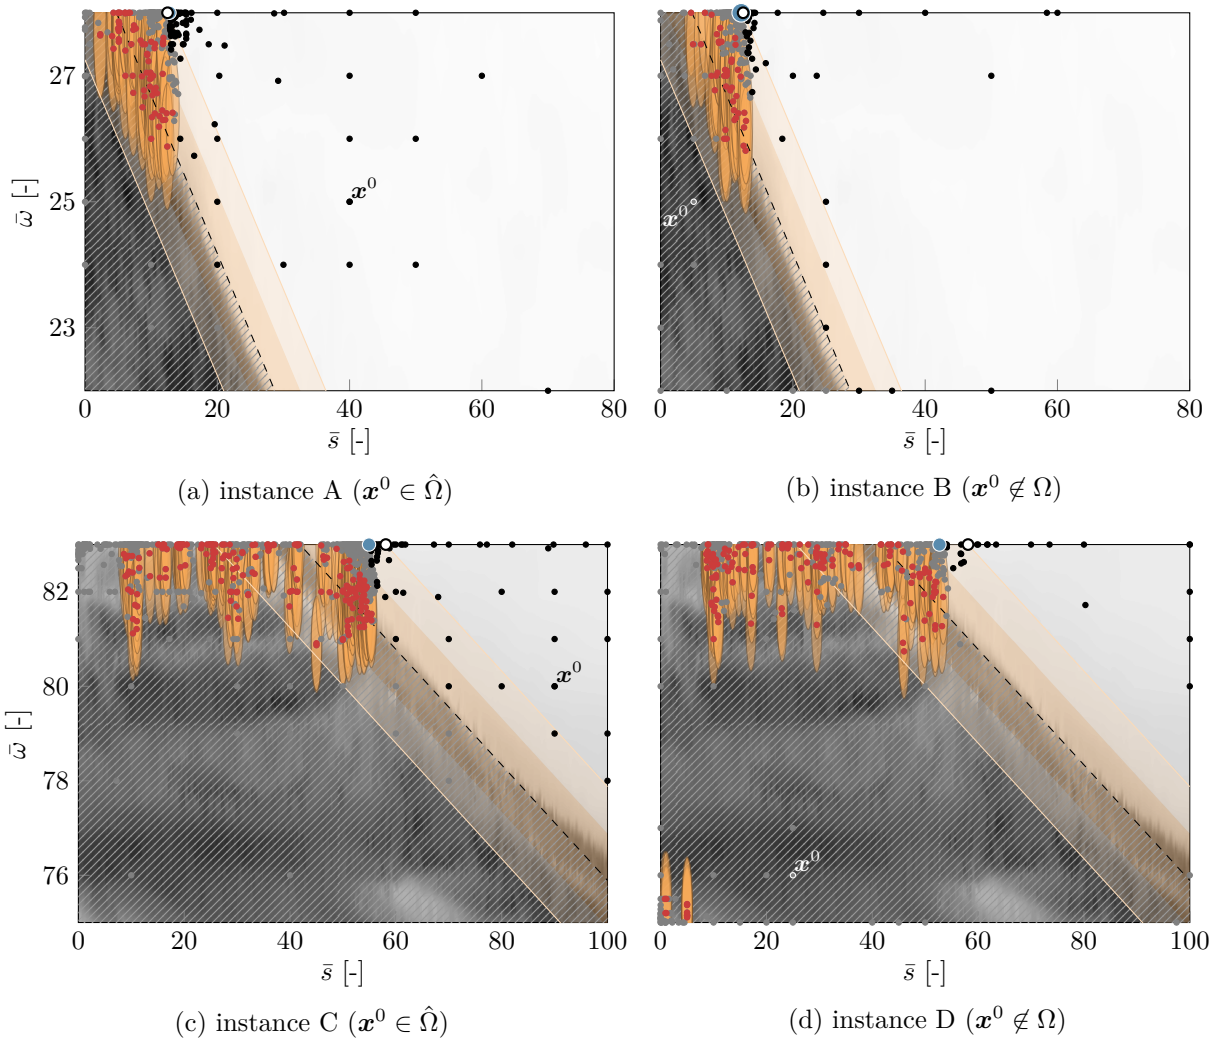 27
25
23
ω̄ [-]
x⁰
0 20 40 60 80
s̄ [-]
(a) instance A (x⁰ ∈ Ω̂)
x⁰
0 20 40 60 80
s̄ [-]
(b) instance B (x⁰ ∉ Ω)
82
80
78
76
ω̄ [-]
x⁰
0 20 40 60 80 100
s̄ [-]
(c) instance C (x⁰ ∈ Ω̂)
x⁰
0 20 40 60 80 100
s̄ [-]
(d) instance D (x⁰ ∉ Ω)